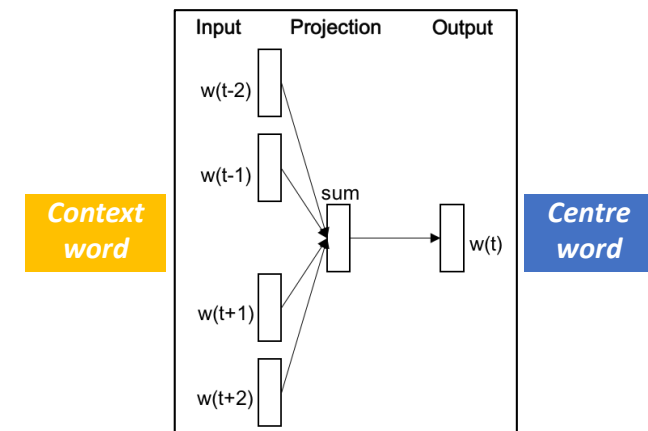 Input Projection Output
w(t-2)
w(t-1)
sum
Context
word
w(t)
Centre
word
w(t+1)
w(t+2)